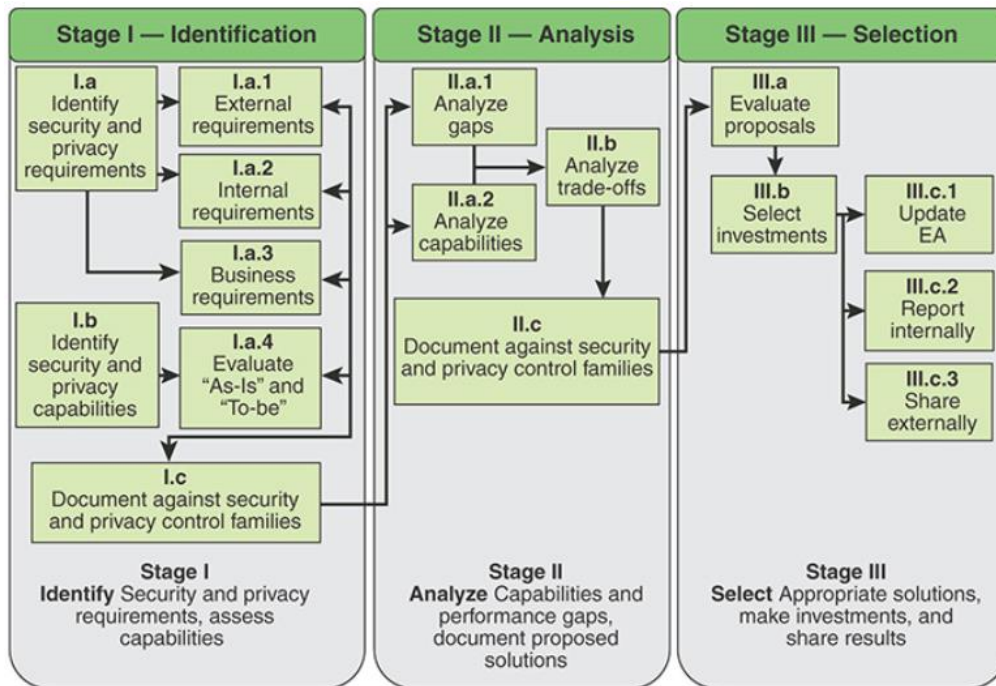 Stage I — Identification
I.a
Identify
security and
privacy
requirements
I.a.1
External
requirements
I.a.2
Internal
requirements
I.a.3
Business
requirements
I.b
Identify
security and
privacy
capabilities
I.a.4
Evaluate
“As-Is” and
“To-be”
I.c
Document against security
and privacy control families
Stage I
Identify Security and privacy
requirements, assess
capabilities
Stage II — Analysis
II.a.1
Analyze
gaps
II.b
Analyze
trade-offs
II.a.2
Analyze
capabilities
II.c
Document against security
and privacy control families
Stage II
Analyze Capabilities and
performance gaps,
document proposed
solutions
Stage III — Selection
III.a
Evaluate
proposals
III.b
Select
investments
III.c.1
Update
EA
III.c.2
Report
internally
III.c.3
Share
externally
Stage III
Select Appropriate solutions,
make investments, and
share results